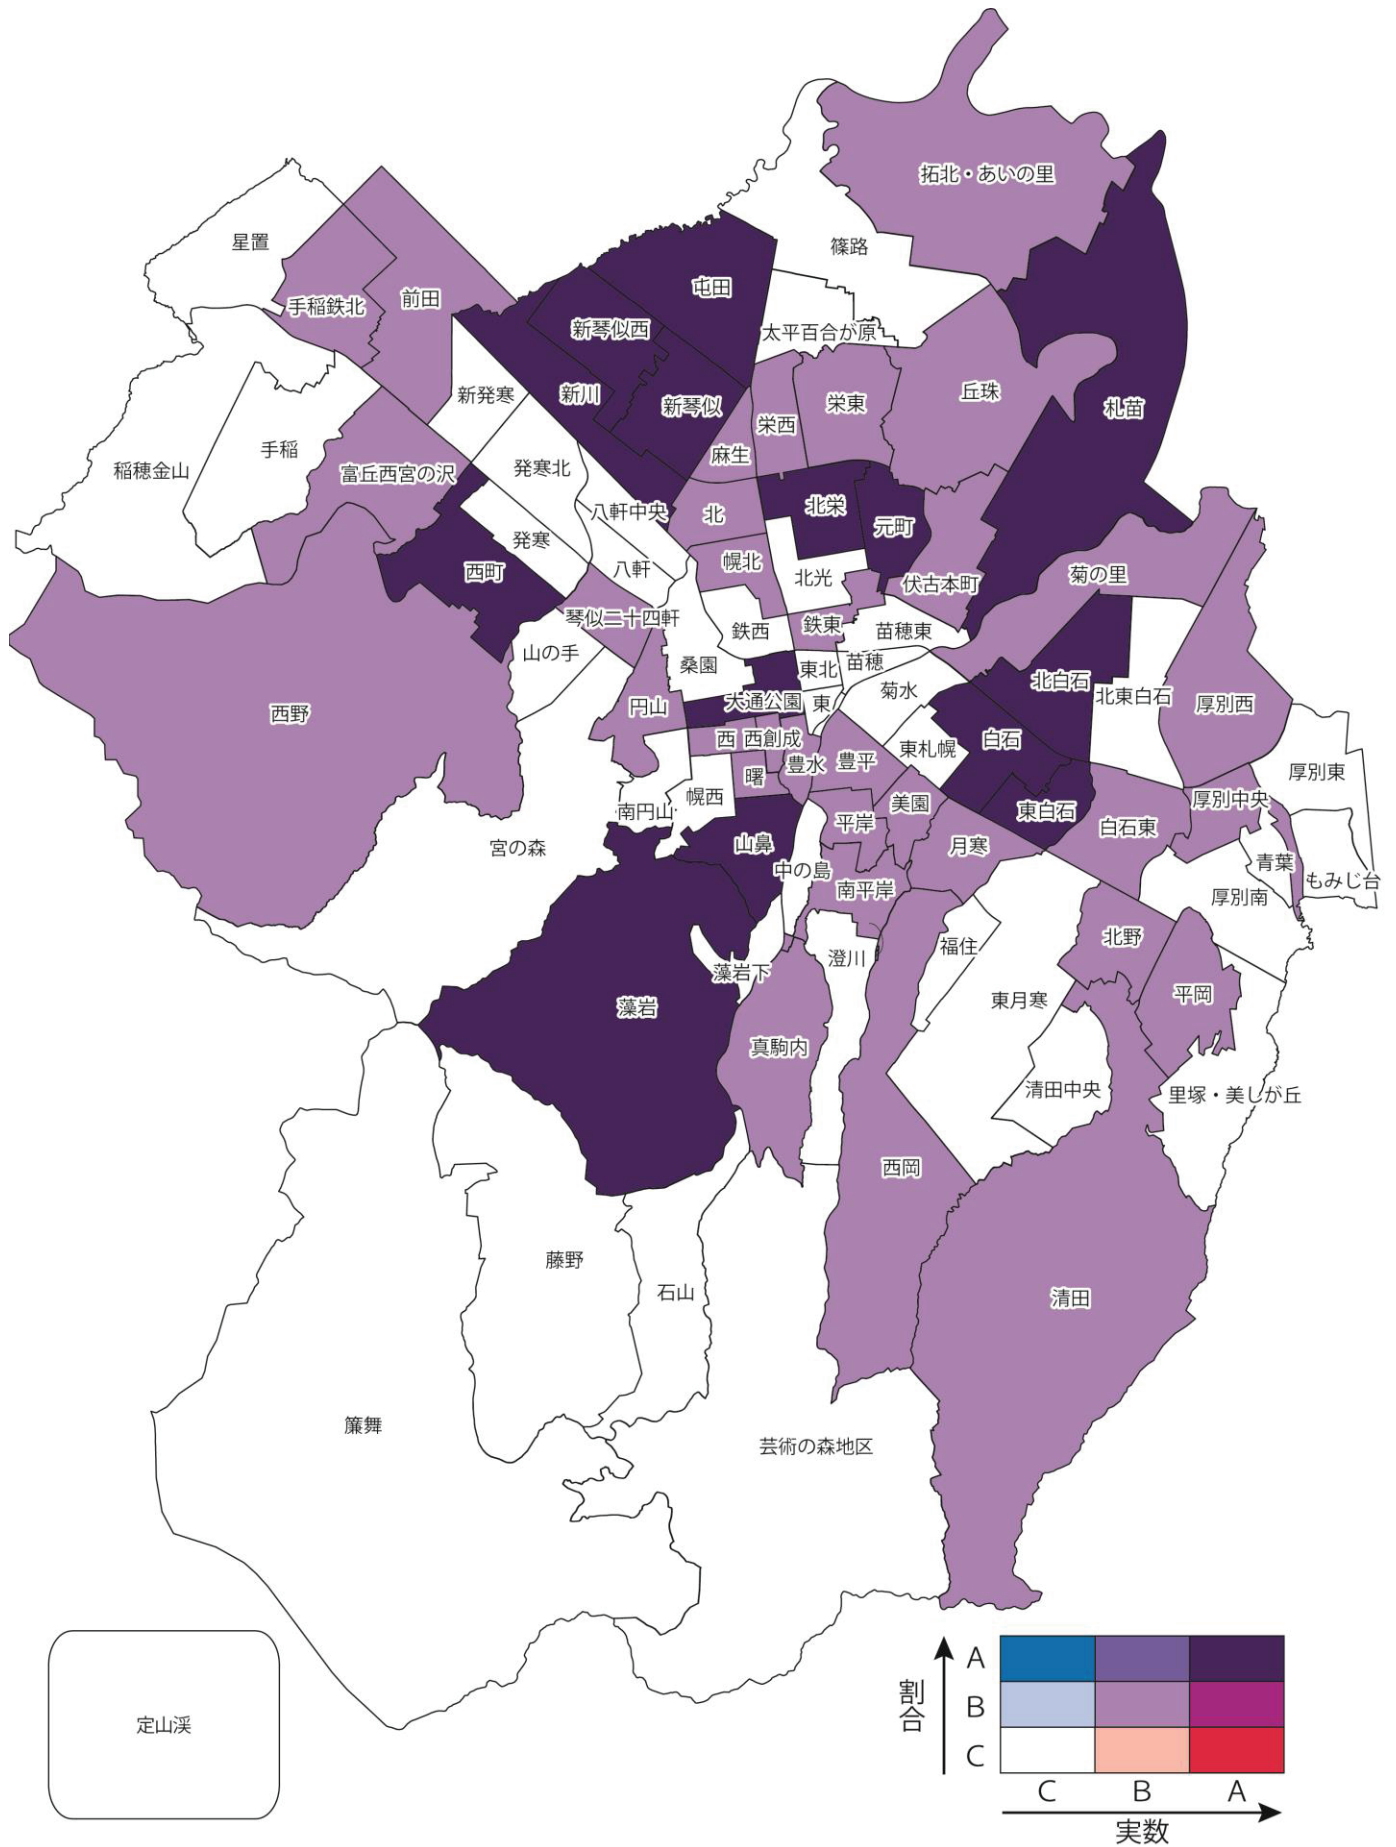 拓北・あいの里
星置
篠路
手稲鉄北
前田
屯田
新琴似西
太平百合が原
新発寒
新川
新琴似
栄西
栄東
丘珠
札苗
稲穂金山
手稲
富丘西宮の沢
発寒北
麻生
八軒中央
北
北栄
元町
発寒
西町
八軒
幌北
北光
伏古本町
菊の里
琴似二十四軒
鉄西
鉄東
苗穂東
山の手
桑園
東北
苗穂
北白石
北東白石
厚別西
西野
円山
大通公園
東
菊水
西
西創成
豊水
豊平
東札幌
白石
厚別東
曙
幌西
南円山
美園
平岸
東白石
白石東
厚別中央
宮の森
山鼻
中の島
月寒
南平岸
青葉
もみじ台
厚別南
福住
北野
澄川
藻岩下
藻岩
東月寒
平岡
真駒内
清田中央
里塚・美しが丘
西岡
藤野
石山
清田
簾舞
芸術の森地区
定山渓
割合
A
B
C
C B A
実数